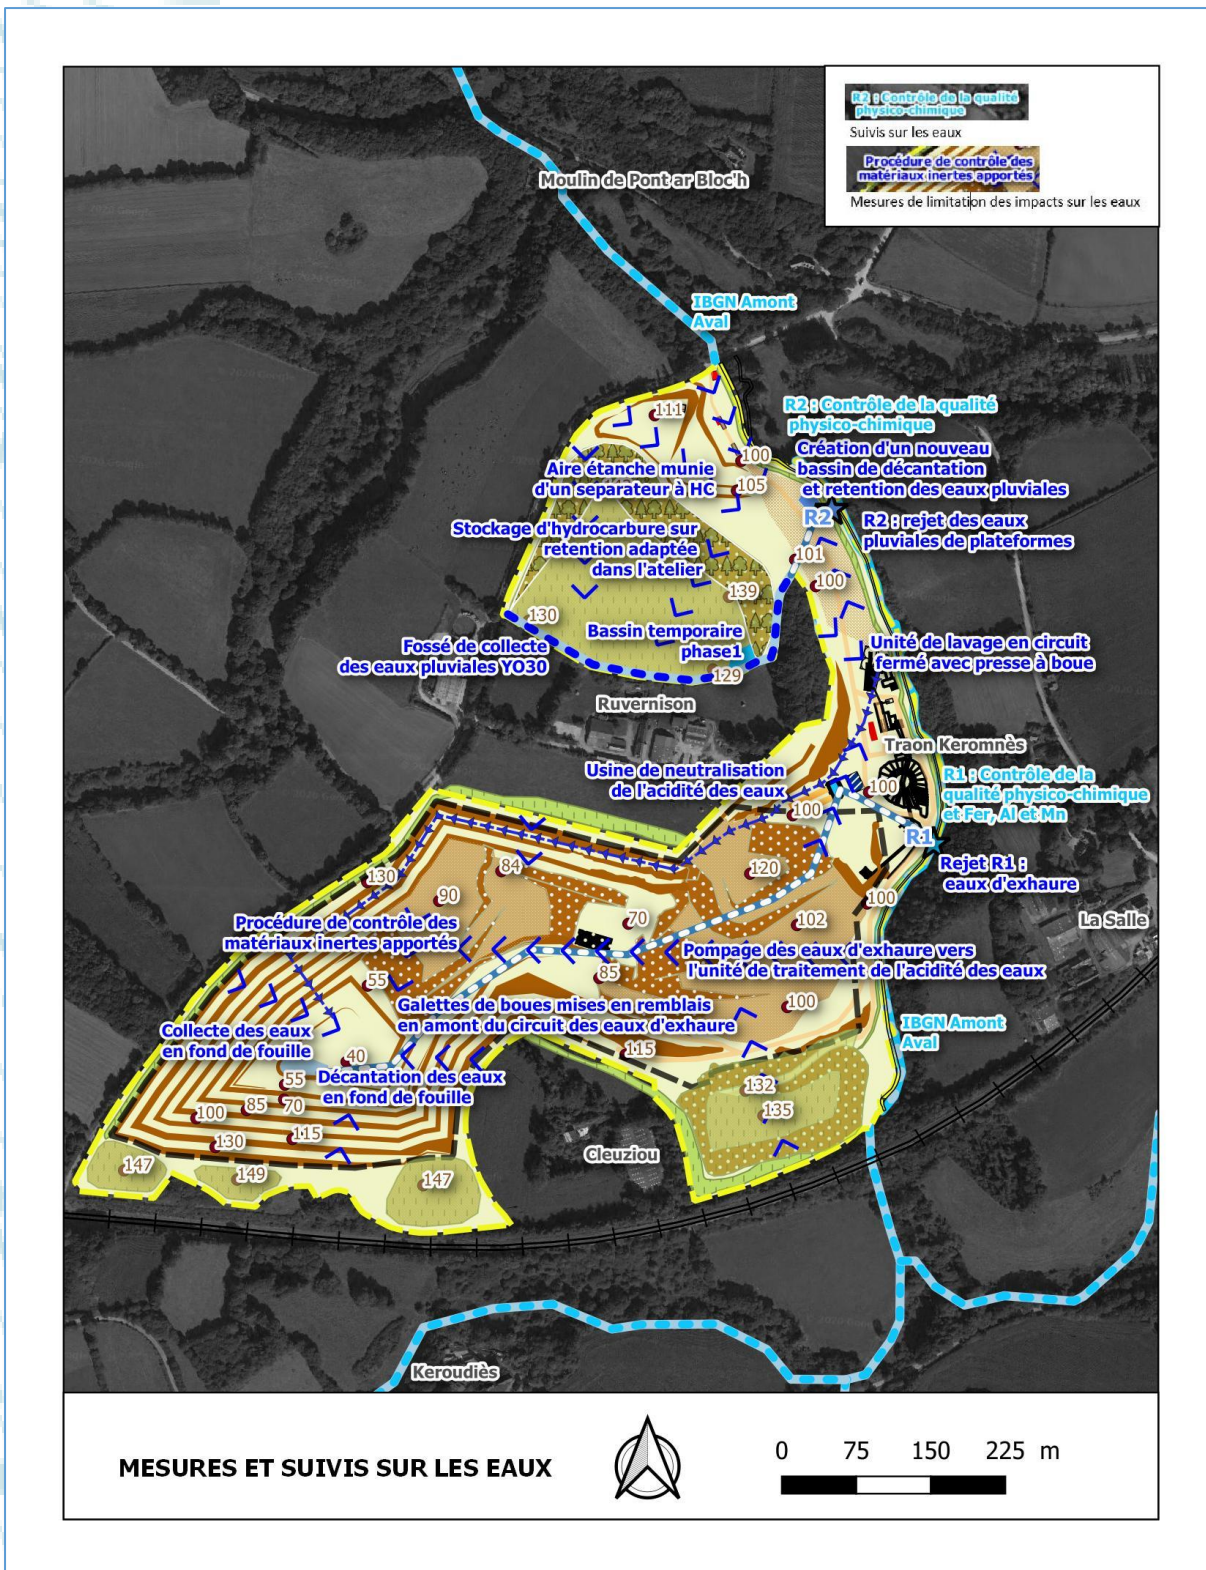 R2 : Contrôle de la qualité
physico-chimique
Suivis sur les eaux
Procédure de contrôle des
matériaux inertes apportés
Mesures de limitation des impacts sur les eaux
Moulin de Pont ar Bloc'h
IBGN Amont
Aval
111
R2 : Contrôle de la qualité
physico-chimique
Création d'un nouveau
bassin de décantation
et retention des eaux pluviales
100
Aire étanche munie
d'un separateur à HC
105
R2
R2 : rejet des eaux
pluviales de plateformes
Stockage d'hydrocarbure sur
retention adaptée
dans l'atelier
101
100
139
130
Bassin temporaire
phase1
Unité de lavage en circuit
fermé avec presse à boue
Fossé de collecte
des eaux pluviales YO30
129
Ruvernison
Traon Keromnès
Usine de neutralisation
de l'acidité des eaux
R1 : Contrôle de la
qualité physico-chimique
et Fer, Al et Mn
100
100
R1
Rejet R1 :
eaux d'exhaure
84
120
130
90
100
La Salle
70
102
Procédure de contrôle des
matériaux inertes apportés
Pompage des eaux d'exhaure vers
l'unité de traitement de l'acidité des eaux
55
85
Galettes de boues mises en remblais
en amont du circuit des eaux d'exhaure
100
Collecte des eaux
en fond de fouille
IBGN Amont
Aval
40
115
55
Décantation des eaux
en fond de fouille
132
70
85
100
135
115
130
Cleuziou
147
149
147
Keroudiès
MESURES ET SUIVIS SUR LES EAUX
0 75 150 225 m